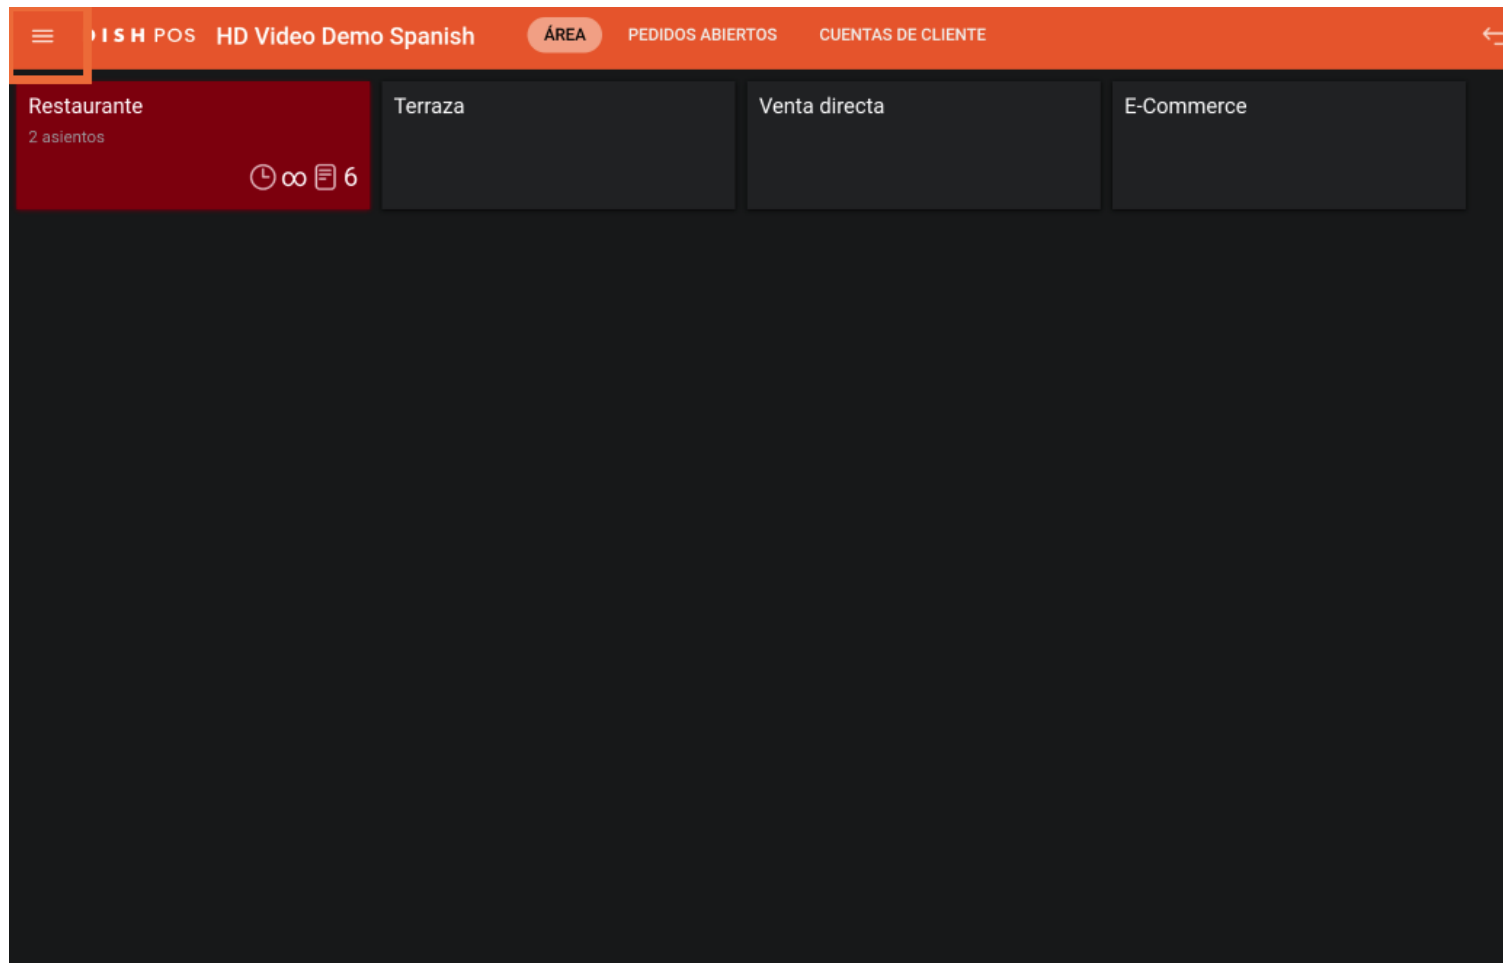 ISH POS HD Video Demo Spanish ÁREA PEDIDOS ABIERTOS CUENTAS DE CLIENTE
Restaurante
2 asientos
∞ 6
Terraza
Venta directa
E-Commerce